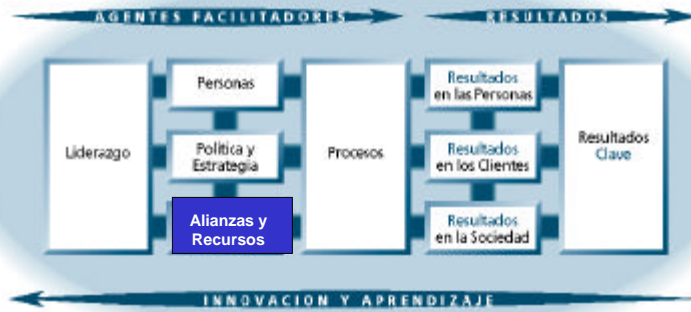 AGENTES FACILITADORES
RESULTADOS
Liderazgo
Personas
Política y
Estrategia
Alianzas y
Recursos
Procesos
Resultados
en las Personas
Resultados
en los Clientes
Resultados
en la Sociedad
Resultados
Clave
INNOVACION Y APRENDIZAJE